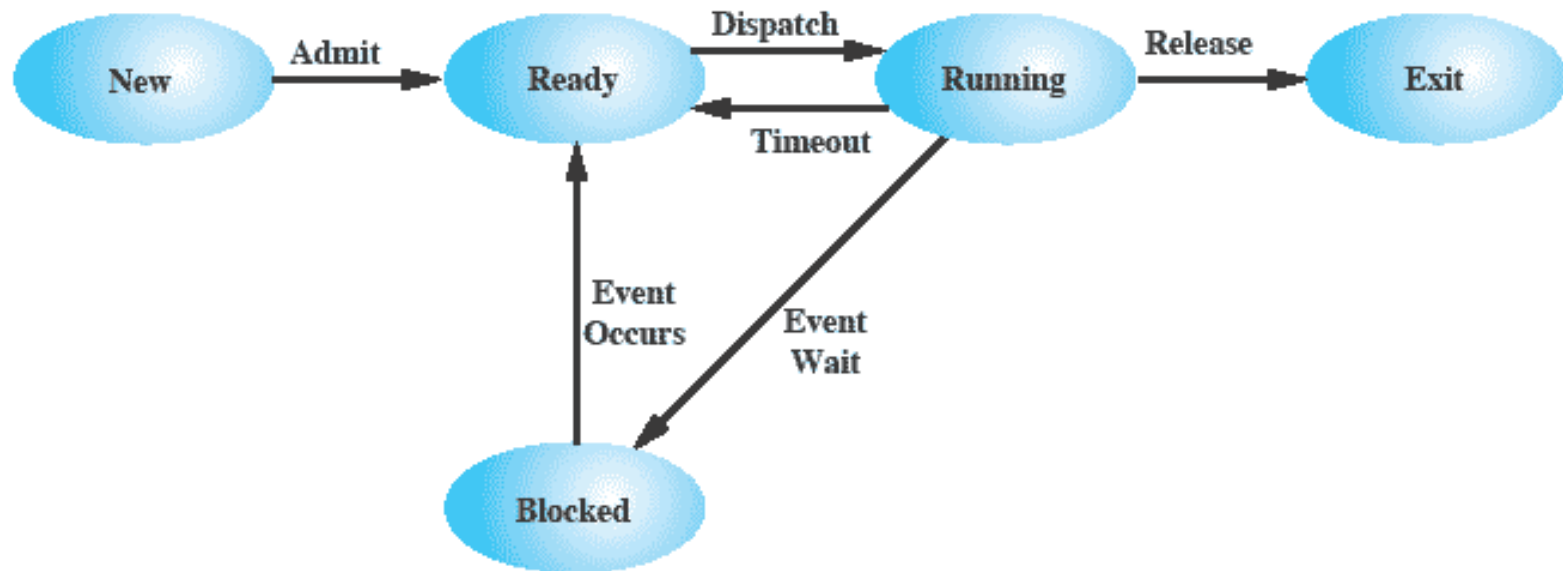 Dispatch
Admit
Release
New
Ready
Running
Exit
Timeout
Event
Occurs
Event
Wait
Blocked